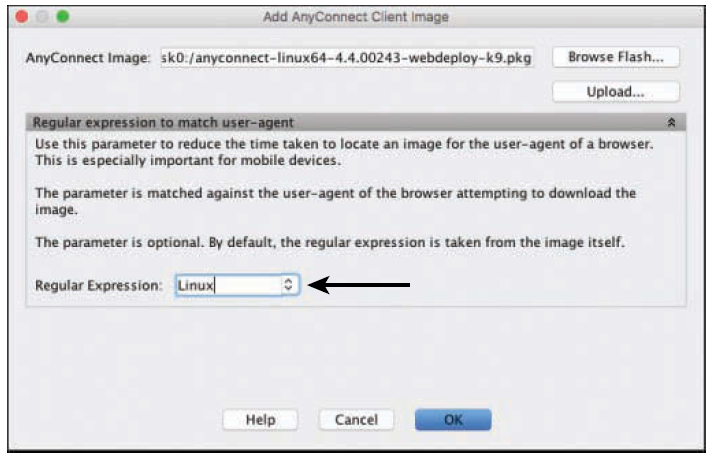 Add AnyConnect Client Image
AnyConnect Image: sk0:/anyconnect-linux64-4.4.00243-webdeploy-k9.pkg Browse Flash...
Upload...
Regular expression to match user-agent
Use this parameter to reduce the time taken to locate an image for the user-agent of a browser.
This is especially important for mobile devices.
The parameter is matched against the user-agent of the browser attempting to download the
image.
The parameter is optional. By default, the regular expression is taken from the image itself.
Regular Expression: Linux
Help Cancel OK